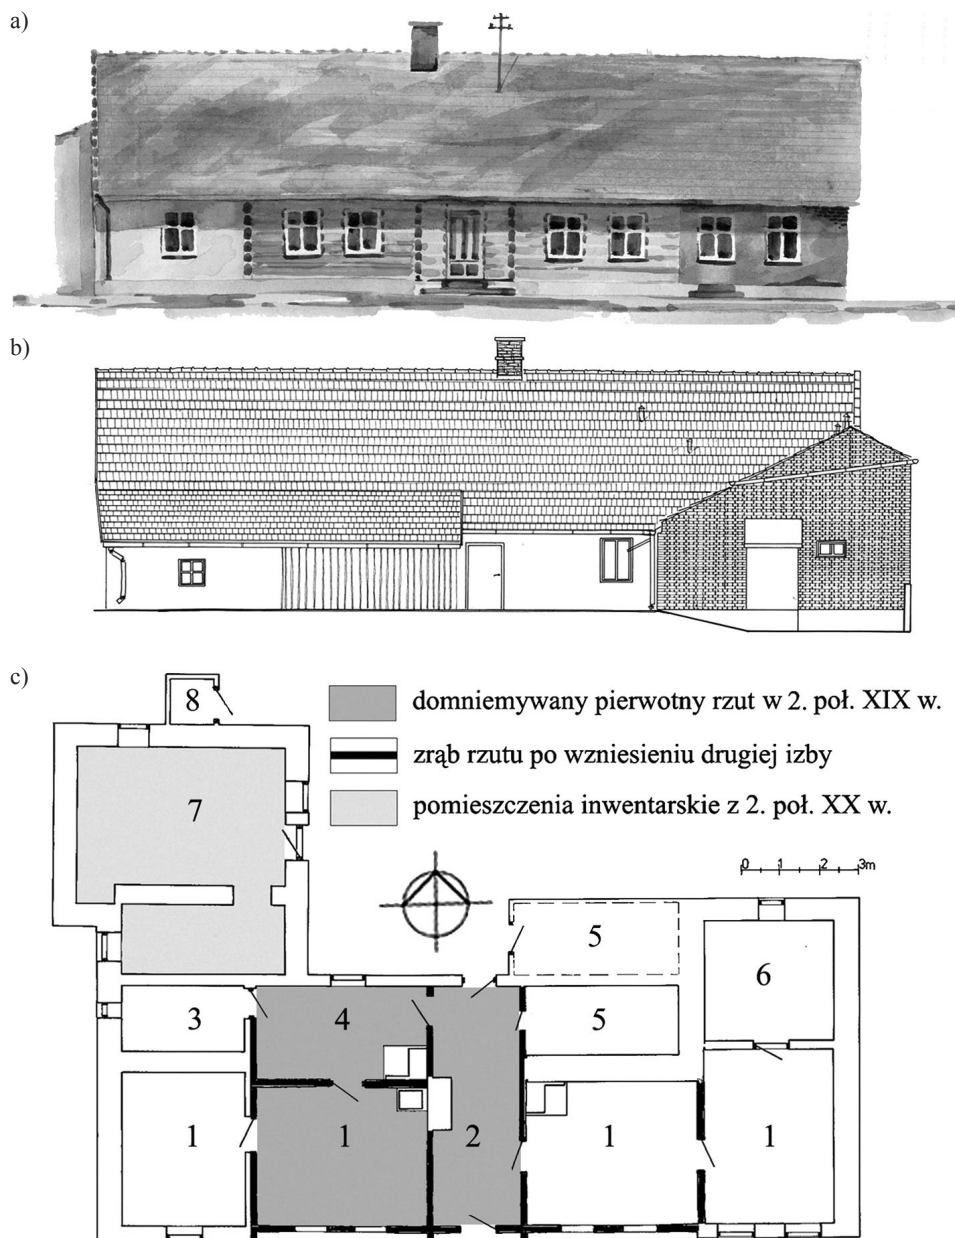 a)
b)
c)
8
domniemywany pierwotny rzut w 2. poł. XIX w.
zrąb rzutu po wzniesieniu drugiej izby
pomieszczenia inwentarskie z 2. poł. XX w.
7
0 1 2 3m
5
6
3
4
5
1
1
2
1
1